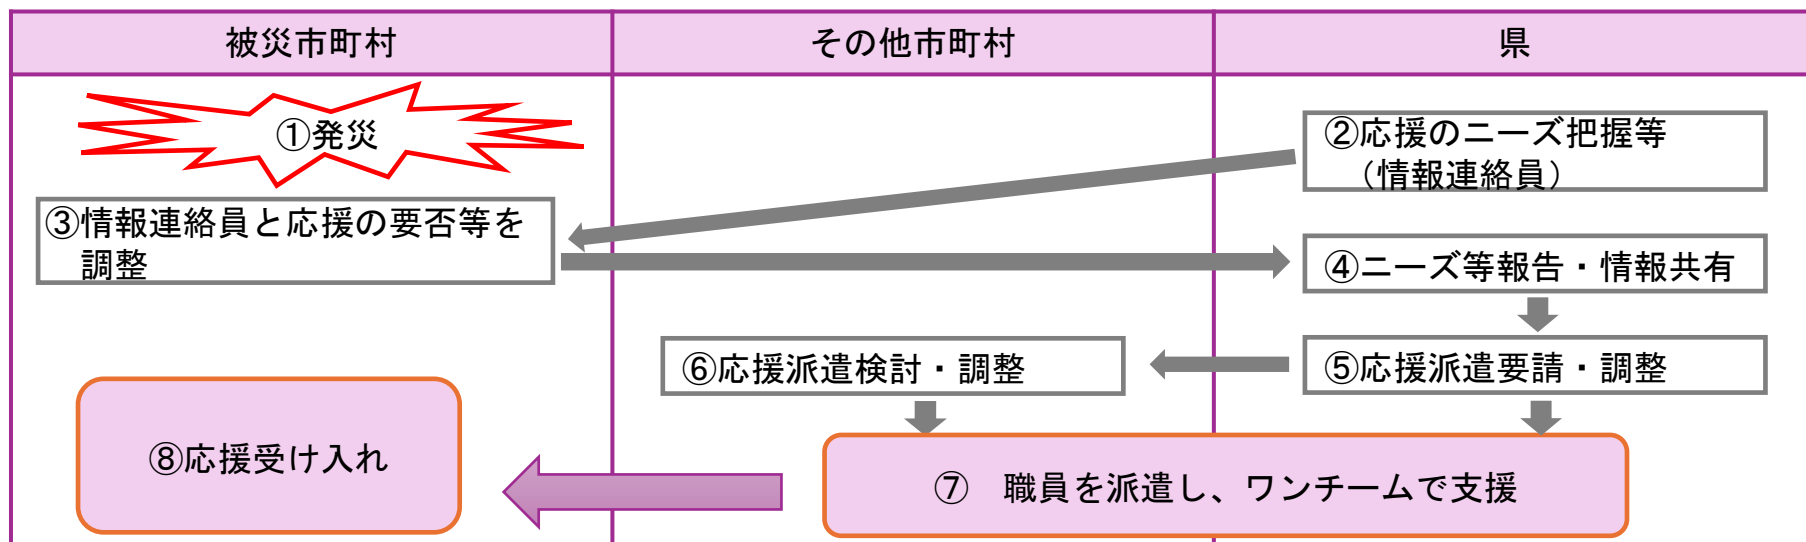 被災市町村
その他市町村
県
①発災
②応援のニーズ把握等
（情報連絡員）
③情報連絡員と応援の要否等を
調整
④ニーズ等報告・情報共有
⑤応援派遣要請・調整
⑥応援派遣検討・調整
⑦　職員を派遣し、ワンチームで支援
⑧応援受け入れ